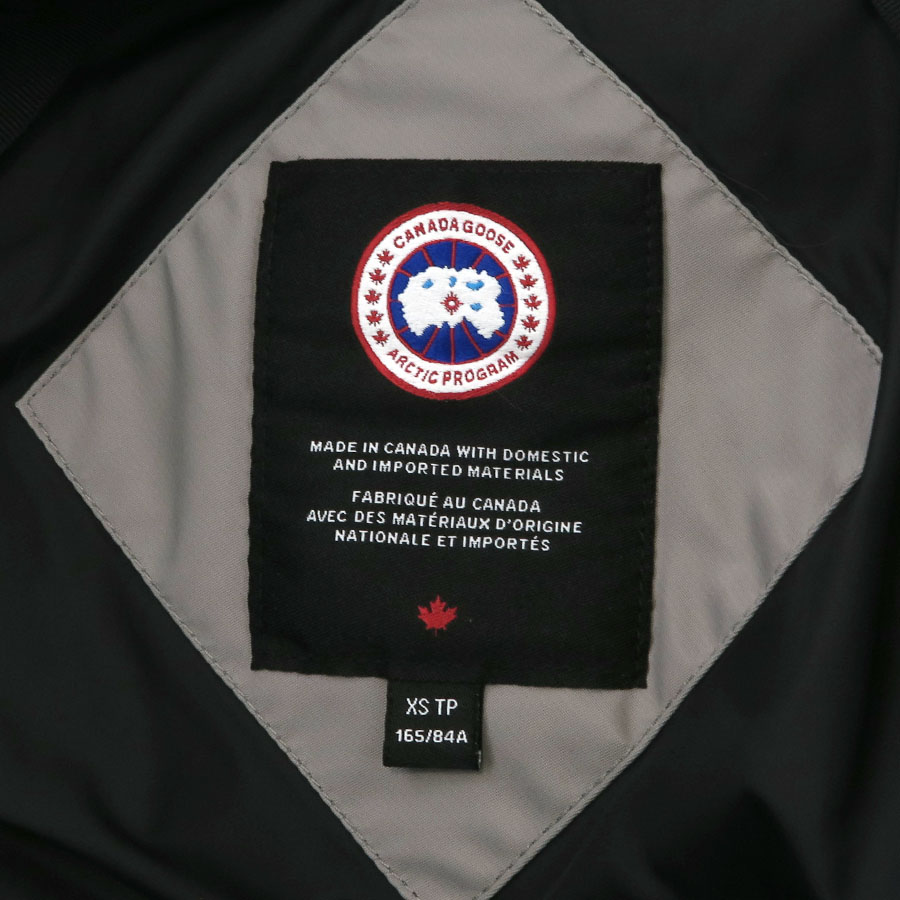 CANADA GOOSE
ARCTIC PROGRAM
MADE IN CANADA WITH DOMESTIC
AND IMPORTED MATERIALS
FABRIQUÉ AU CANADA
AVEC DES MATÉRIAUX D'ORIGINE
NATIONALE ET IMPORTÉS
XS TP
165/84A